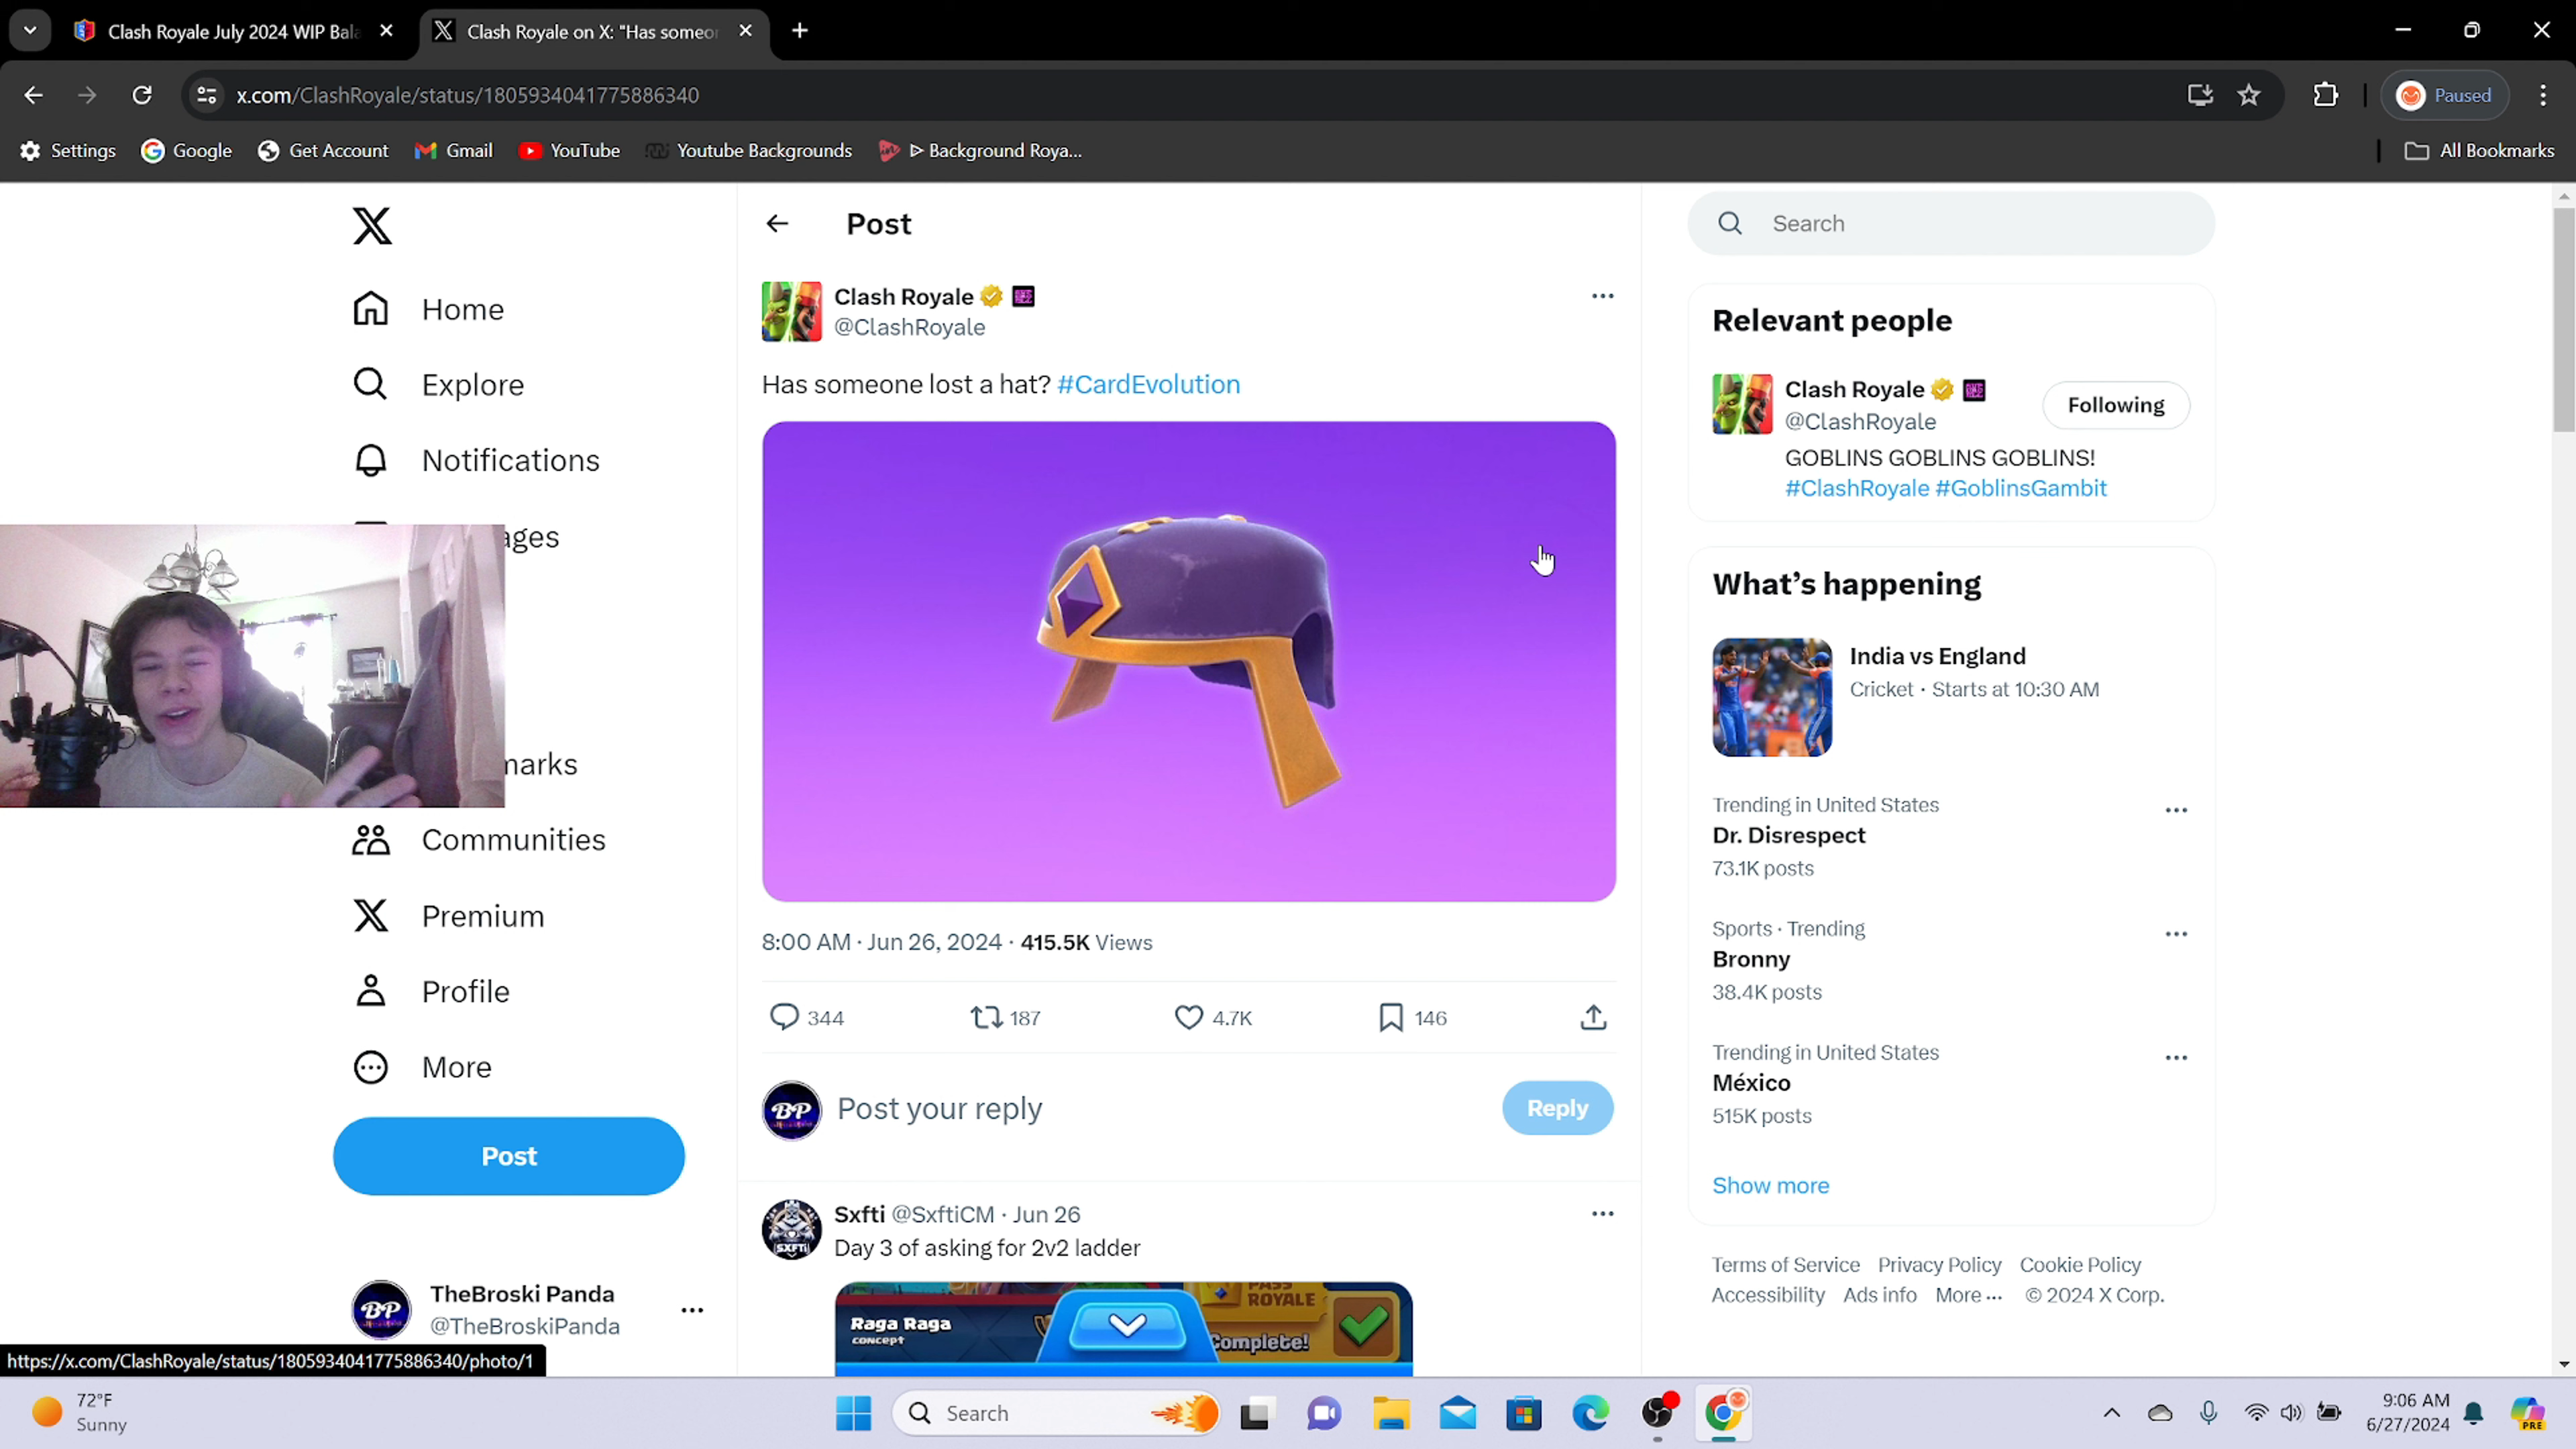 Clash Royale July 2024 WIP Bala
Clash Royale on X: "Has someon
x.com/ClashRoyale/status/1805934041775886340
Paused
Settings
Google
Get Account
Gmail
YouTube
Youtube Backgrounds
ᐅ Background Roya...
All Bookmarks
Home
Explore
Notifications
ages
marks
Communities
Premium
Profile
More
Post
TheBroski Panda
@TheBroskiPanda
https://x.com/ClashRoyale/status/1805934041775886340/photo/1
Post
Clash Royale
@ClashRoyale
Has someone lost a hat? #CardEvolution
8:00 AM · Jun 26, 2024 · 415.5K Views
344
187
4.7K
146
BP
Post your reply
Reply
Sxfti @SxftiCM · Jun 26
Day 3 of asking for 2v2 ladder
SXFTI
Raga Raga
concept
PASS
ROYALE
Complete!
Search
Relevant people
Clash Royale
@ClashRoyale
Following
GOBLINS GOBLINS GOBLINS!
#ClashRoyale #GoblinsGambit
What's happening
India vs England
Cricket · Starts at 10:30 AM
Trending in United States
Dr. Disrespect
73.1K posts
Sports · Trending
Bronny
38.4K posts
Trending in United States
México
515K posts
Show more
Terms of Service Privacy Policy Cookie Policy
Accessibility Ads info More ··· © 2024 X Corp.
72°F
Sunny
Search
9:06 AM
6/27/2024
PRE
BP